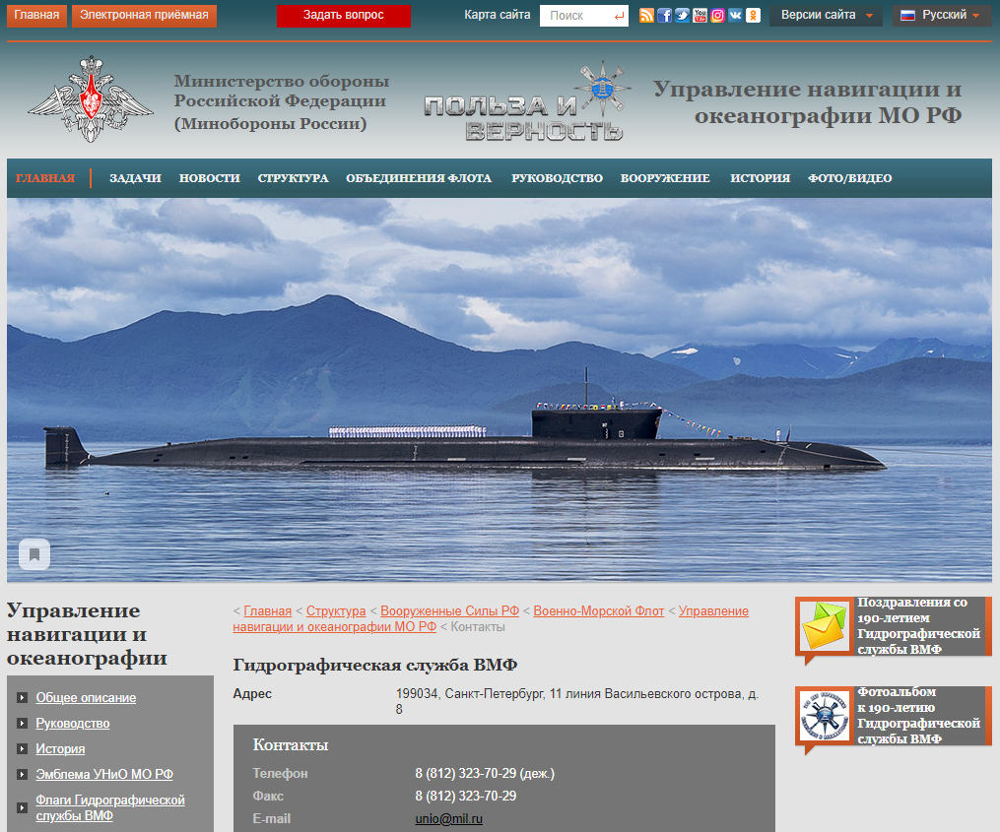 Главная Электронная приёмная Задать вопрос Карта сайта Поиск Версии сайта Русский
Министерство обороны
Российской Федерации
(Минобороны России)
ПОЛЬЗА И
ВЕРНОСТЬ
Управление навигации и
океанографии МО РФ
ГЛАВНАЯ ЗАДАЧИ НОВОСТИ СТРУКТУРА ОБЪЕДИНЕНИЯ ФЛОТА РУКОВОДСТВО ВООРУЖЕНИЕ ИСТОРИЯ ФОТО/ВИДЕО
Управление
навигации и
океанографии
Общее описание
Руководство
История
Эмблема УНиО МО РФ
Флаги Гидрографической
службы ВМФ
< Главная < Структура < Вооруженные Силы РФ < Военно-Морской Флот < Управление
навигации и океанографии МО РФ < Контакты
Гидрографическая служба ВМФ
Адрес 199034, Санкт-Петербург, 11 линия Васильевского острова, д.
8
Контакты
Телефон 8 (812) 323-70-29 (деж.)
Факс 8 (812) 323-70-29
E-mail unio@mil.ru
Поздравления со
190-летием
Гидрографической
службы ВМФ
Фотоальбом
к 190-летию
Гидрографической
службы ВМФ